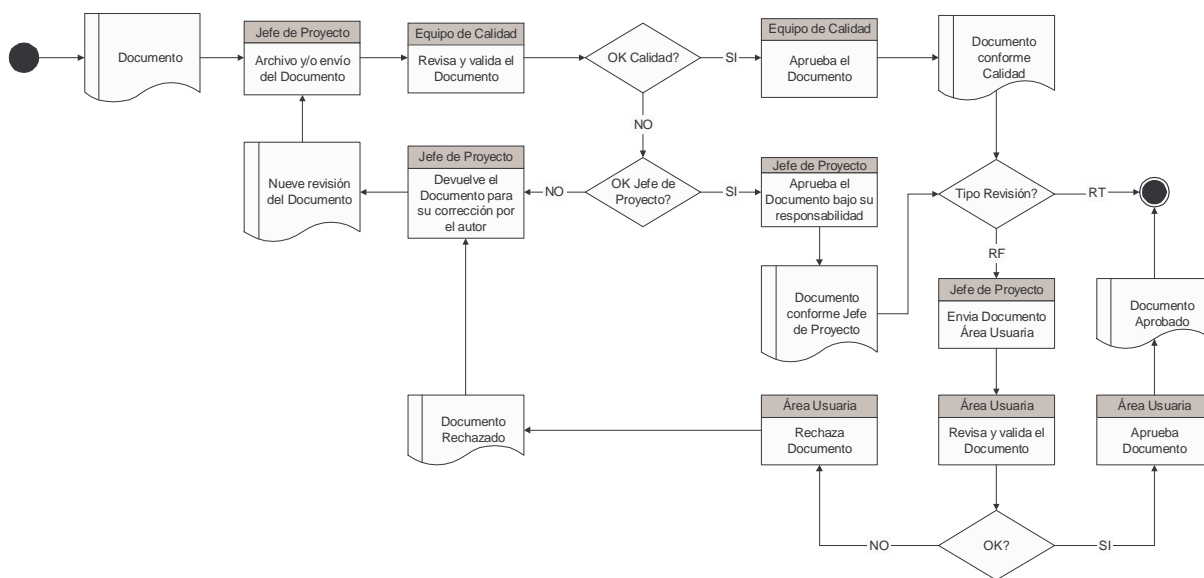 Documento
Jefe de Proyecto
Archivo y/o envío
del Documento
Equipo de Calidad
Revisa y valida el
Documento
OK Calidad?
SI
Equipo de Calidad
Aprueba el
Documento
Documento
conforme
Calidad
NO
Nueve revisión
del Documento
Jefe de Proyecto
Devuelve el
Documento para
su corrección por
el autor
NO
OK Jefe de
Proyecto?
SI
Jefe de Proyecto
Aprueba el
Documento bajo su
responsabilidad
Tipo Revisión?
RT
RF
Documento
conforme Jefe
de Proyecto
Jefe de Proyecto
Envia Documento
Área Usuaria
Documento
Aprobado
Documento
Rechazado
Área Usuaria
Rechaza
Documento
Área Usuaria
Revisa y valida el
Documento
Área Usuaria
Aprueba
Documento
NO
OK?
SI